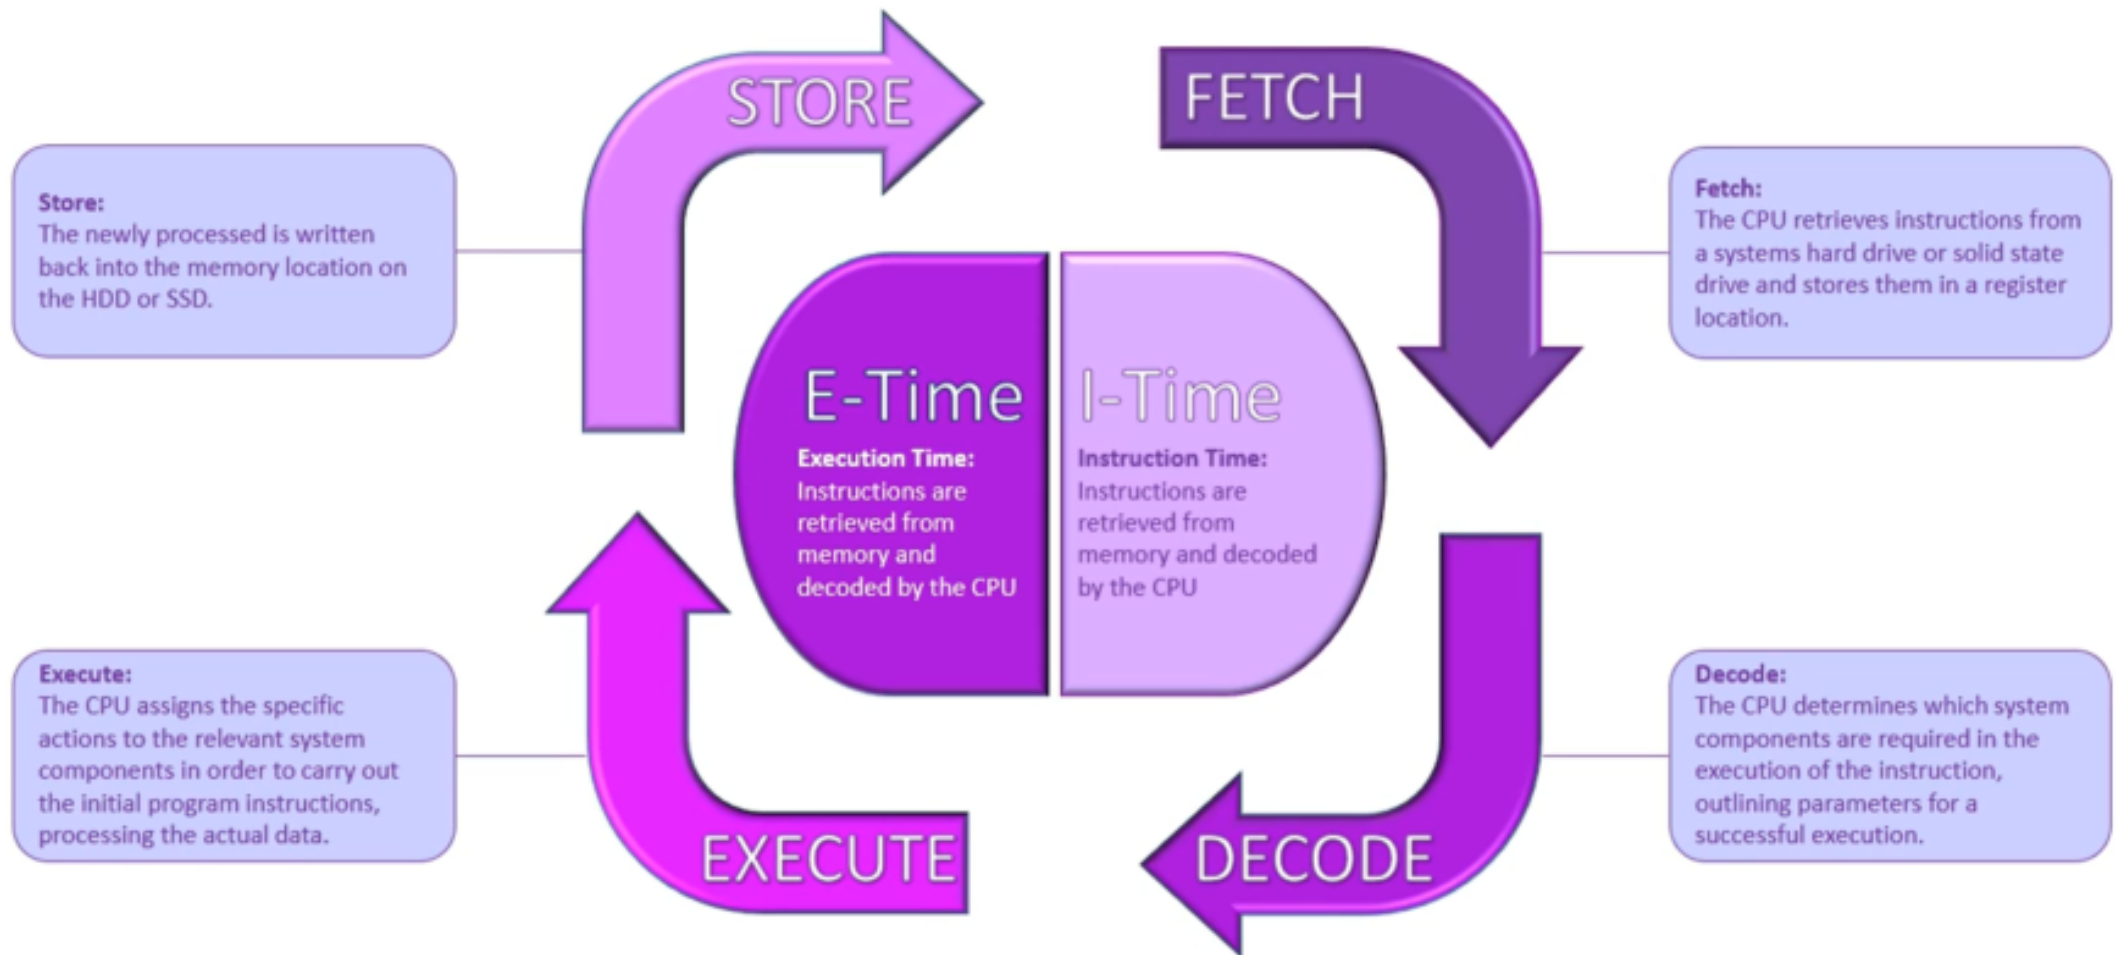 STORE
FETCH
Store:
The newly processed is written
back into the memory location on
the HDD or SSD.
Fetch:
The CPU retrieves instructions from
a systems hard drive or solid state
drive and stores them in a register
location.
E-Time
Execution Time:
Instructions are
retrieved from
memory and
decoded by the CPU
I-Time
Instruction Time:
Instructions are
retrieved from
memory and decoded
by the CPU
Execute:
The CPU assigns the specific
actions to the relevant system
components in order to carry out
the initial program instructions,
processing the actual data.
EXECUTE
DECODE
Decode:
The CPU determines which system
components are required in the
execution of the instruction,
outlining parameters for a
successful execution.